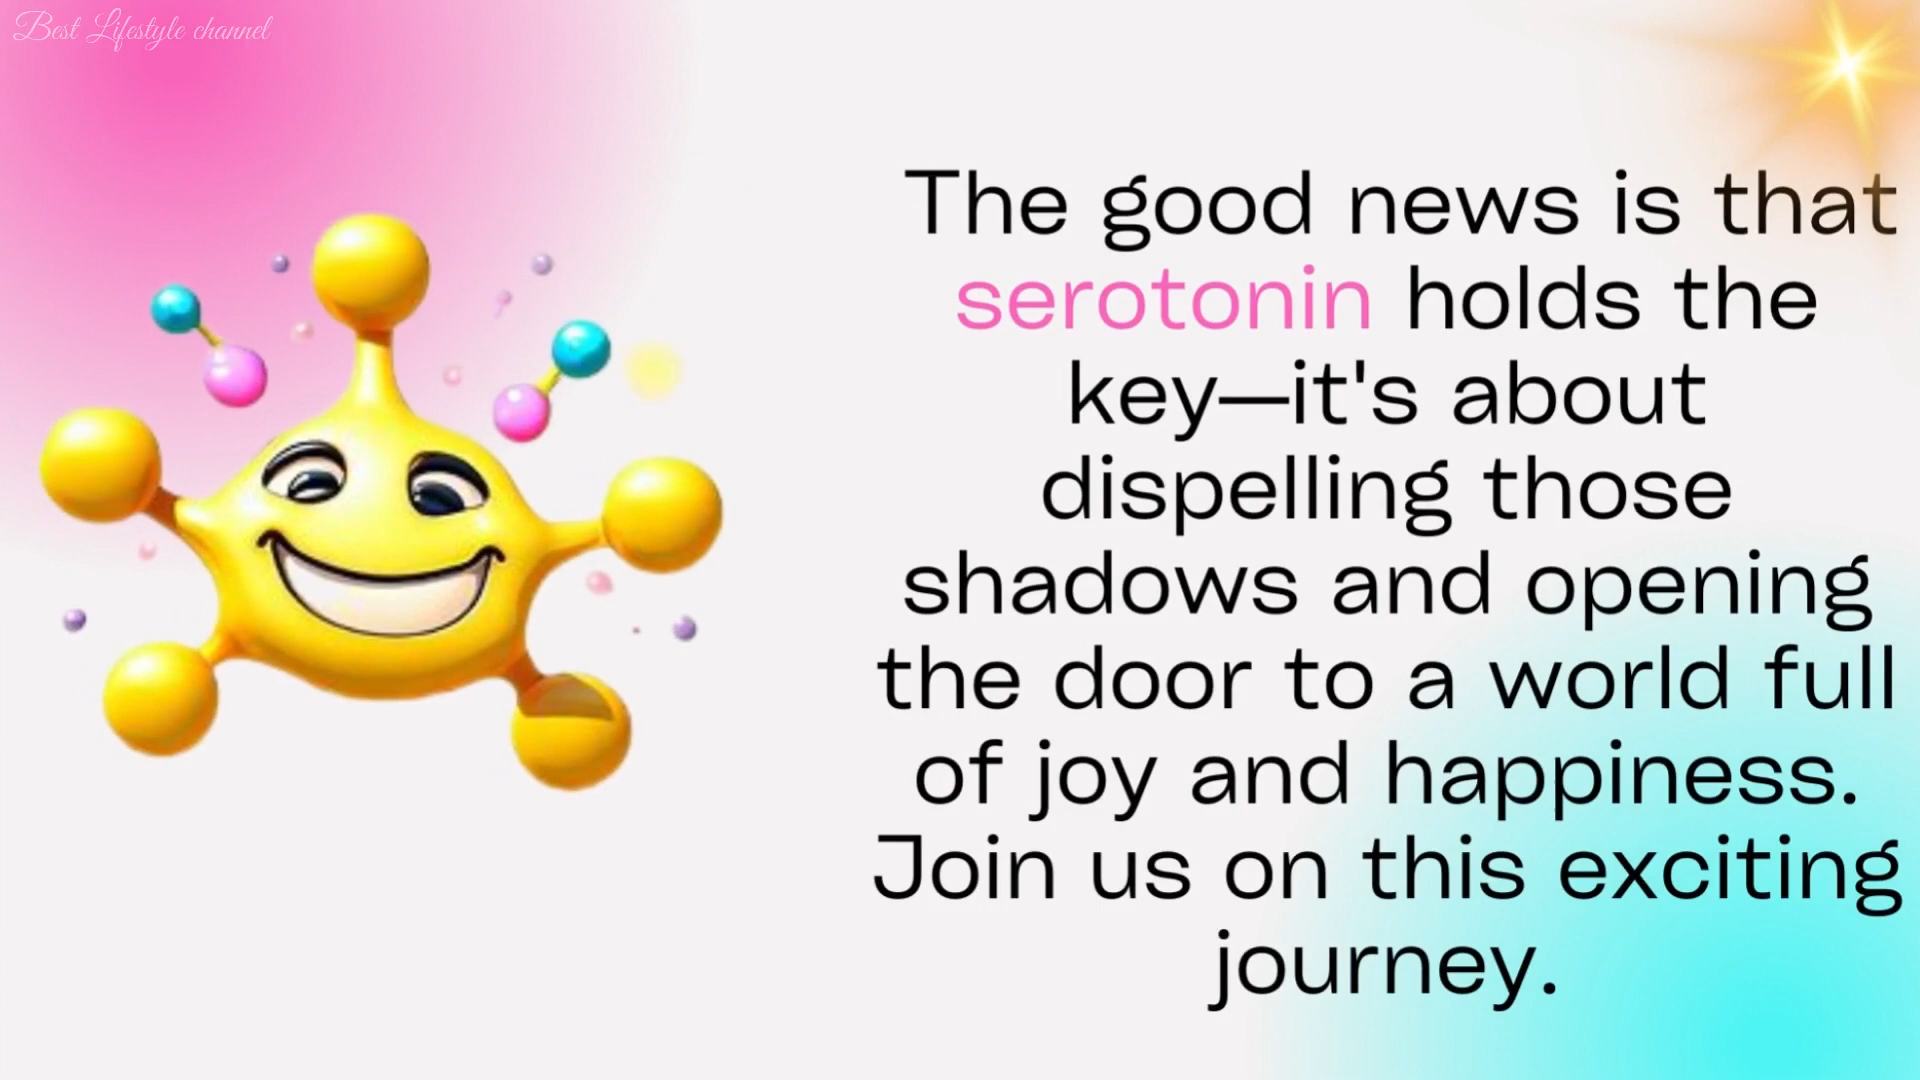 Best Lifestyle channel
The good news is that
serotonin holds the
key—it's about
dispelling those
shadows and opening
the door to a world full
of joy and happiness.
Join us on this exciting
journey.